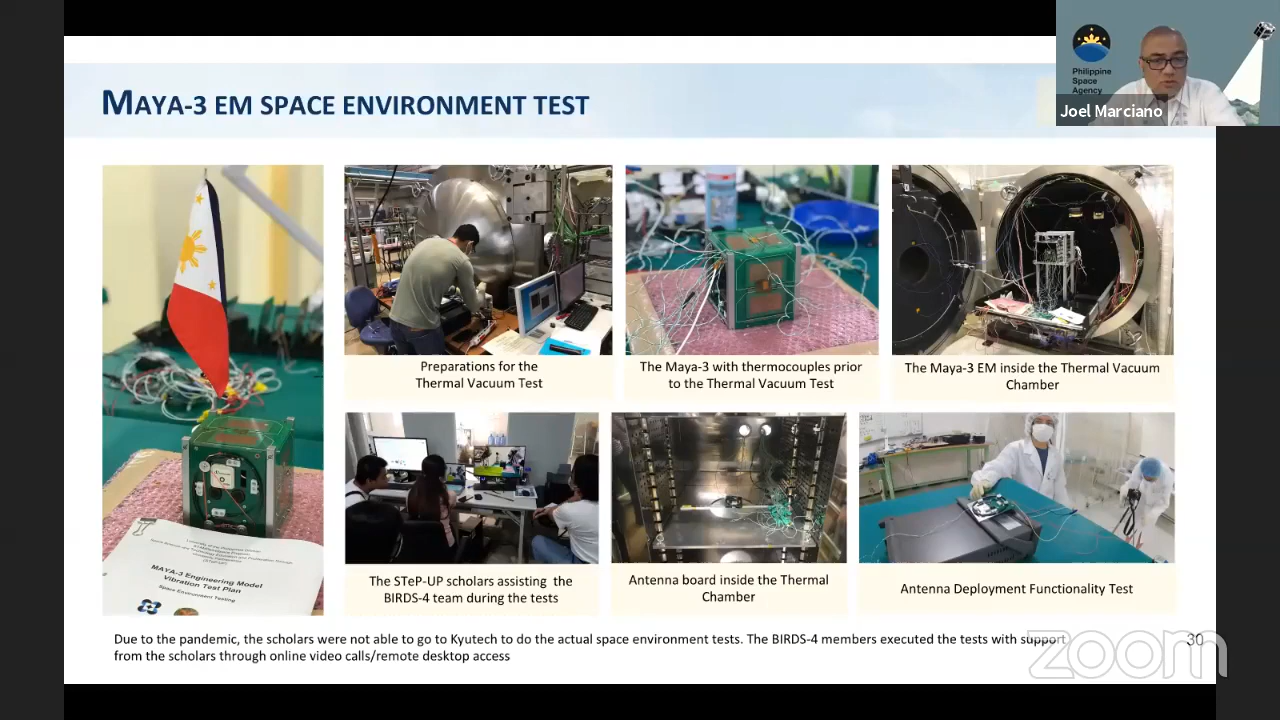 MAYA-3 EM SPACE ENVIRONMENT TEST
Philippine
Space
Agency
Joel Marciano
MAYA-3 Engineering Model
Vibration Test Plan
Space Environment Testing
Preparations for the
Thermal Vacuum Test
The Maya-3 with thermocouples prior
to the Thermal Vacuum Test
The Maya-3 EM inside the Thermal Vacuum
Chamber
The STeP-UP scholars assisting the
BIRDS-4 team during the tests
Antenna board inside the Thermal
Chamber
Antenna Deployment Functionality Test
Due to the pandemic, the scholars were not able to go to Kyutech to do the actual space environment tests. The BIRDS-4 members executed the tests with support
from the scholars through online video calls/remote desktop access
30
zoom